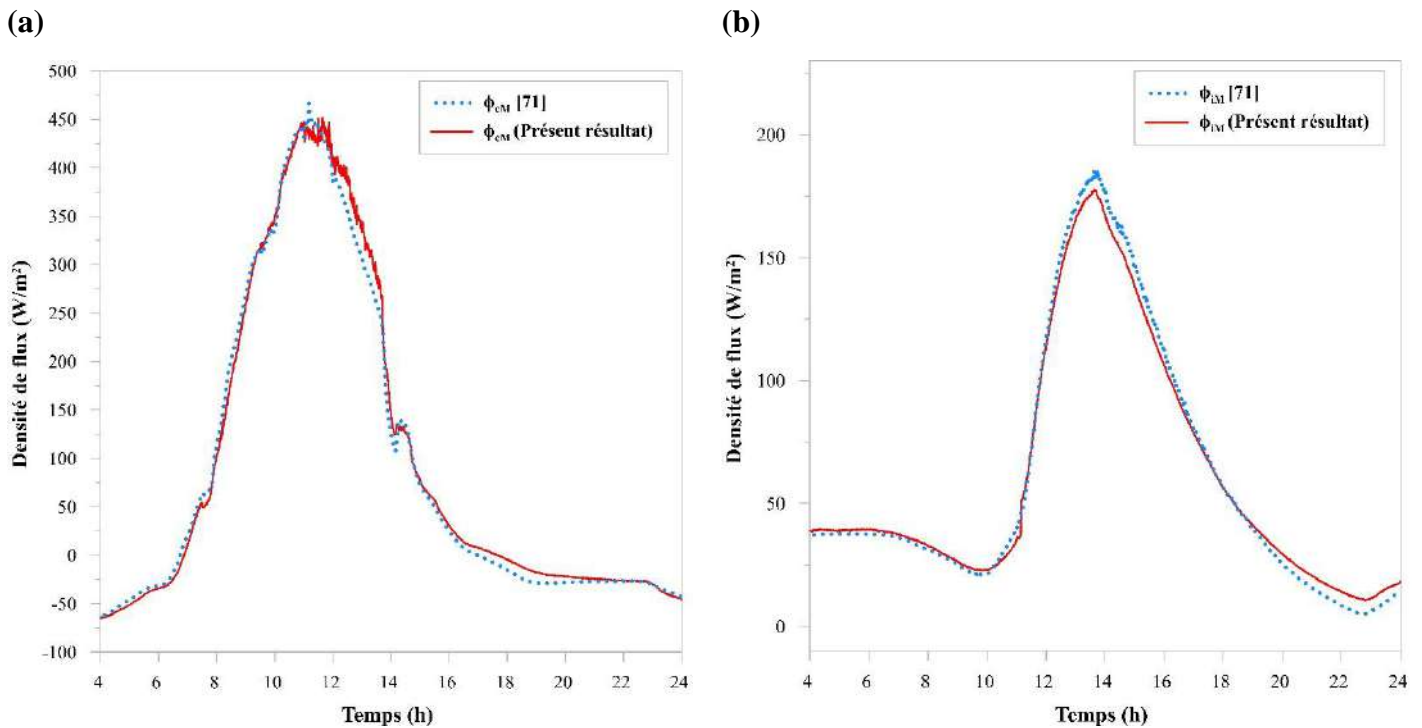 (a)
(b)
Densité de flux (W/m²)
500
450
400
350
300
250
200
150
100
50
0
-50
-100
4 6 8 10 12 14 16 18 20 22 24
Temps (h)
ϕeM [71]
ϕeM (Présent résultat)
Densité de flux (W/m²)
200
150
100
50
0
4 6 8 10 12 14 16 18 20 22 24
Temps (h)
ϕiM [71]
ϕiM (Présent résultat)